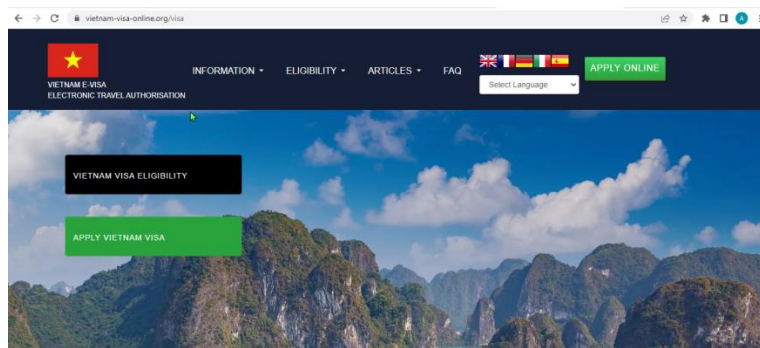 vietnam-visa-online.org/visa
INFORMATION
ELIGIBILITY
ARTICLES
FAQ
APPLY ONLINE
Select Language
VIETNAM E-VISA
ELECTRONIC TRAVEL AUTHORISATION
VIETNAM VISA ELIGIBILITY
APPLY VIETNAM VISA